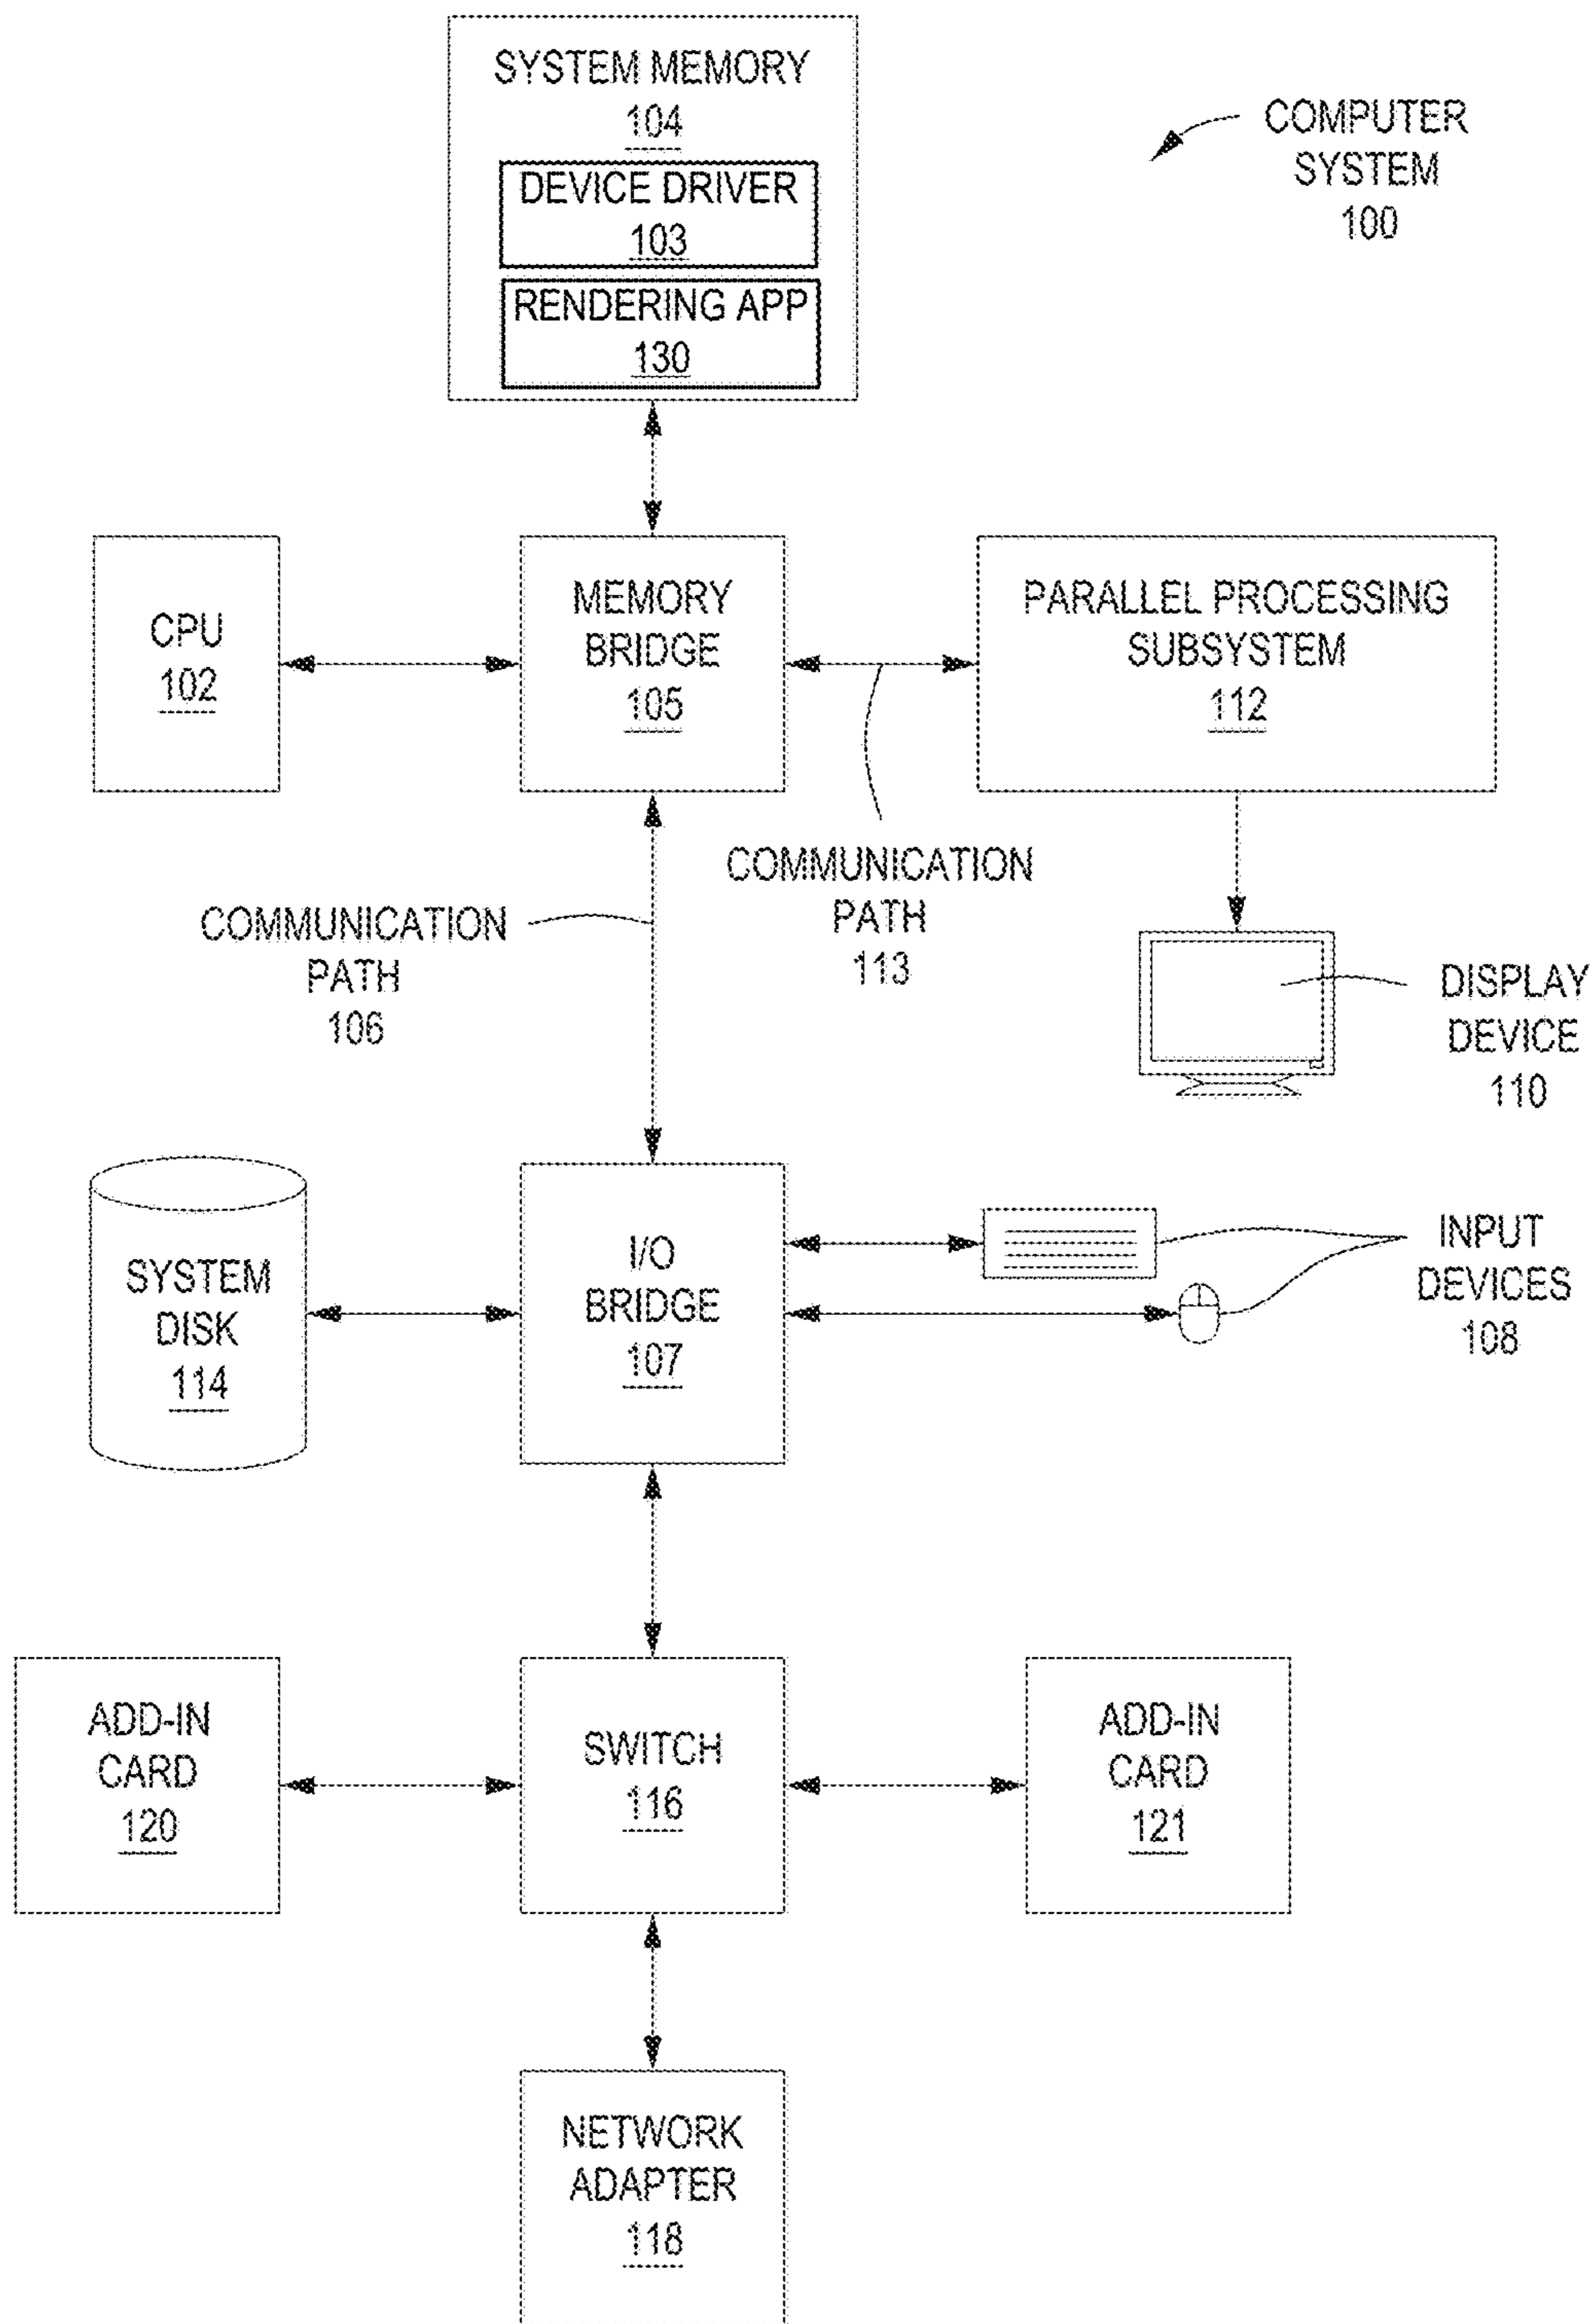 SYSTEM MEMORY
104
DEVICE DRIVER
103
RENDERING APP
130
COMPUTER
SYSTEM
100
CPU
102
MEMORY
BRIDGE
105
PARALLEL PROCESSING
SUBSYSTEM
112
COMMUNICATION
PATH
113
COMMUNICATION
PATH
106
DISPLAY
DEVICE
110
SYSTEM
DISK
114
I/O
BRIDGE
107
INPUT
DEVICES
108
ADD-IN
CARD
120
SWITCH
116
ADD-IN
CARD
121
NETWORK
ADAPTER
118